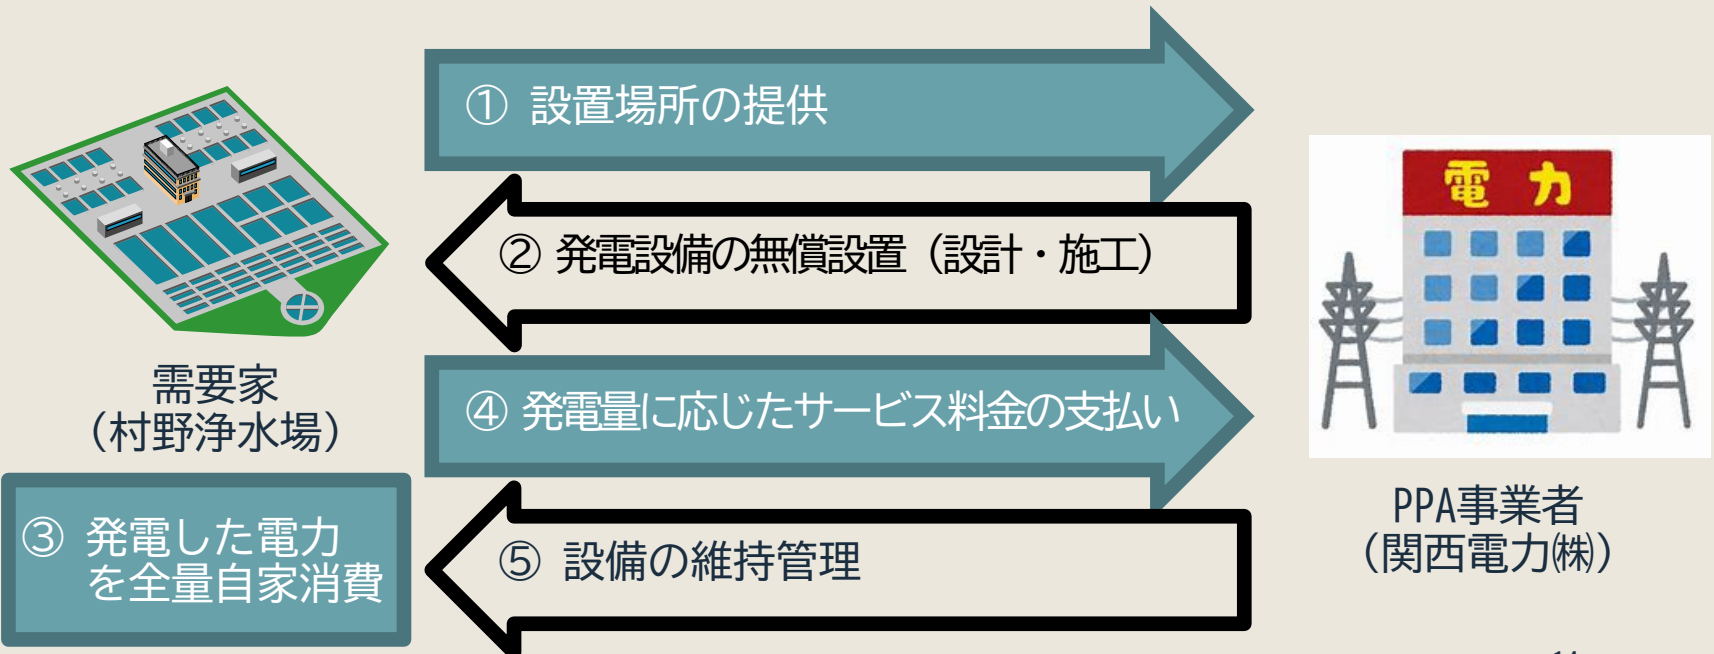 ① 設置場所の提供
② 発電設備の無償設置（設計・施工）
④ 発電量に応じたサービス料金の支払い
⑤ 設備の維持管理
需要家
（村野浄水場）
③ 発電した電力
を全量自家消費
電力
PPA事業者
（関西電力㈱）